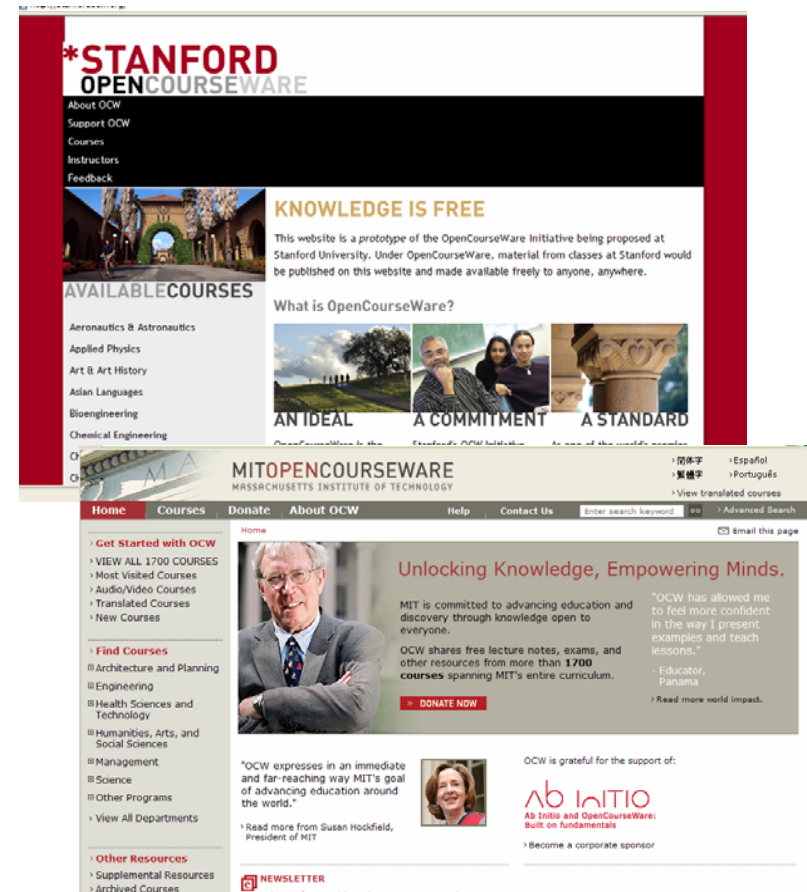 *STANFORD
OPENCOURSEWARE
About OCW
Support OCW
Courses
Instructors
Feedback
KNOWLEDGE IS FREE
This website is a prototype of the OpenCourseWare Initiative being proposed at
Stanford University. Under OpenCourseWare, material from classes at Stanford would
be published on this website and made available freely to anyone, anywhere.
AVAILABLECOURSES
Aeronautics & Astronautics
Applied Physics
Art & Art History
Asian Languages
Bioengineering
Chemical Engineering
What is OpenCourseWare?
AN IDEAL
A COMMITMENT
A STANDARD
MITOPENCOURSEWARE
MASSACHUSETTS INSTITUTE OF TECHNOLOGY
简体字
Español
繁體字
Português
View translated courses
Home Courses Donate About OCW Help Contact Us Enter search keyword GO Advanced Search
Home
Email this page
Get Started with OCW
VIEW ALL 1700 COURSES
Most Visited Courses
Audio/Video Courses
Translated Courses
New Courses
Find Courses
Architecture and Planning
Engineering
Health Sciences and
Technology
Humanities, Arts, and
Social Sciences
Management
Science
Other Programs
View All Departments
Other Resources
Supplemental Resources
Archived Courses
Unlocking Knowledge, Empowering Minds.
MIT is committed to advancing education and
discovery through knowledge open to
everyone.
OCW shares free lecture notes, exams, and
other resources from more than 1700
courses spanning MIT's entire curriculum.
» DONATE NOW
"OCW has allowed me
to feel more confident
in the way I present
examples and teach
lessons."
- Educator,
Panama
Read more world impact.
"OCW expresses in an immediate
and far-reaching way MIT's goal
of advancing education around
the world."
Read more from Susan Hockfield,
President of MIT
OCW is grateful for the support of:
Ab Initio
Ab Initio and OpenCourseWare:
Built on fundamentals
Become a corporate sponsor
NEWSLETTER